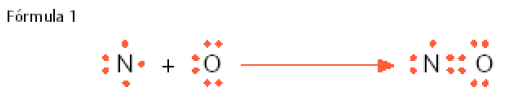 Fórmula 1
N + O → N O